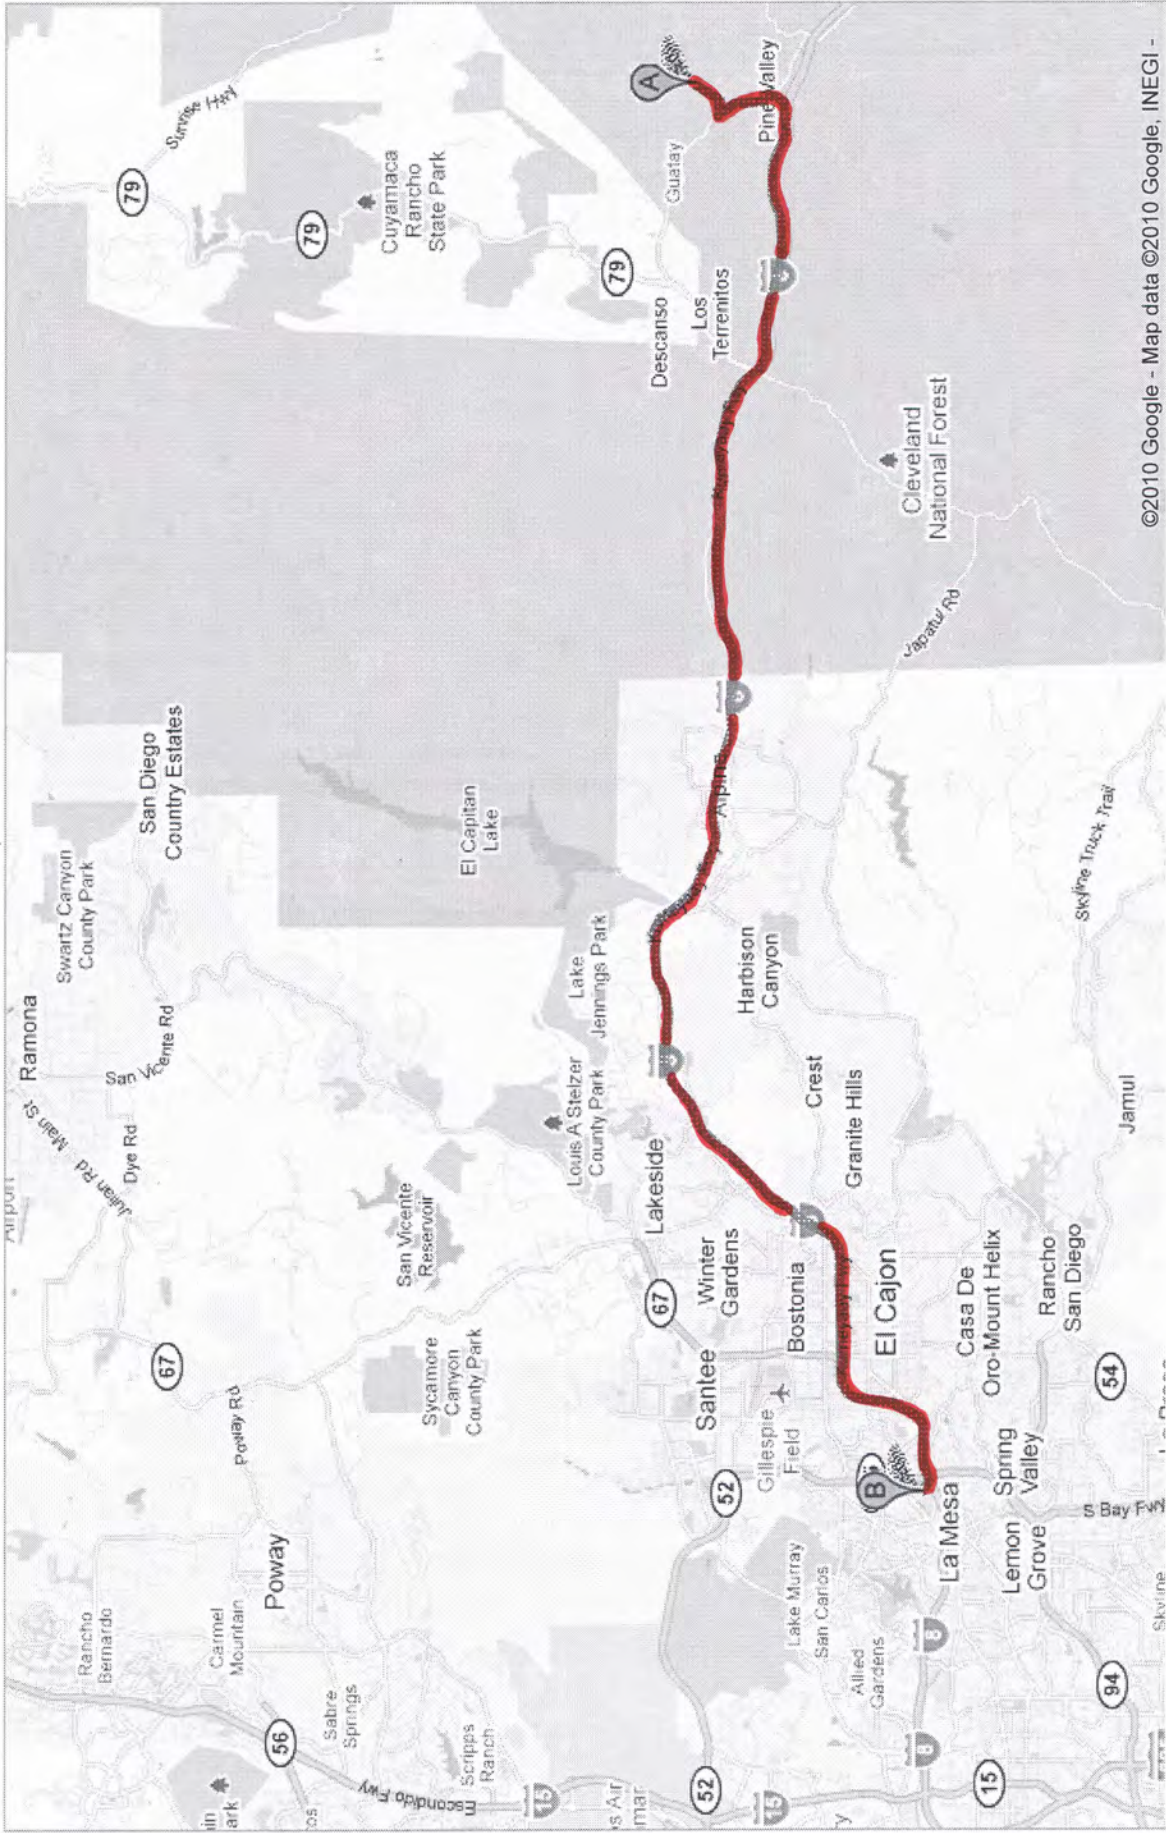 Airport
Ramona
Main St
Julian Rd
Dye Rd
San Vicente Rd
Swartz Canyon
County Park
San Diego
Country Estates
79
Sunrise Hwy
79
Cuyamaca
Rancho
State Park
79
Guatay
A
Pine Valley
Descanso
Los
Terrenitos
Cleveland
National Forest
Japatul Rd
El Capitan
Lake
Alpine
Lake
Jennings Park
Louis A Stelzer
County Park
Harbison
Canyon
Crest
Granite Hills
Skyline Truck Trail
Jamul
Lakeside
San Vicente
Reservoir
67
Sycamore
Canyon
County Park
67
Winter
Gardens
Santee
Bostonia
El Cajon
Casa De
Oro-Mount Helix
Rancho
San Diego
54
Gillespie
Field
52
B
La Mesa
Spring
Valley
Lemon
Grove
S Bay Fwy
Poway Rd
Poway
Rancho
Bernardo
Carmel
Mountain
Sabre
Springs
56
Scripps
Ranch
Escondido Fwy
15
52
15
Lake Murray
San Carlos
Allied
Gardens
8
8
15
94
Skyline
©2010 Google - Map data ©2010 Google, INEGI -